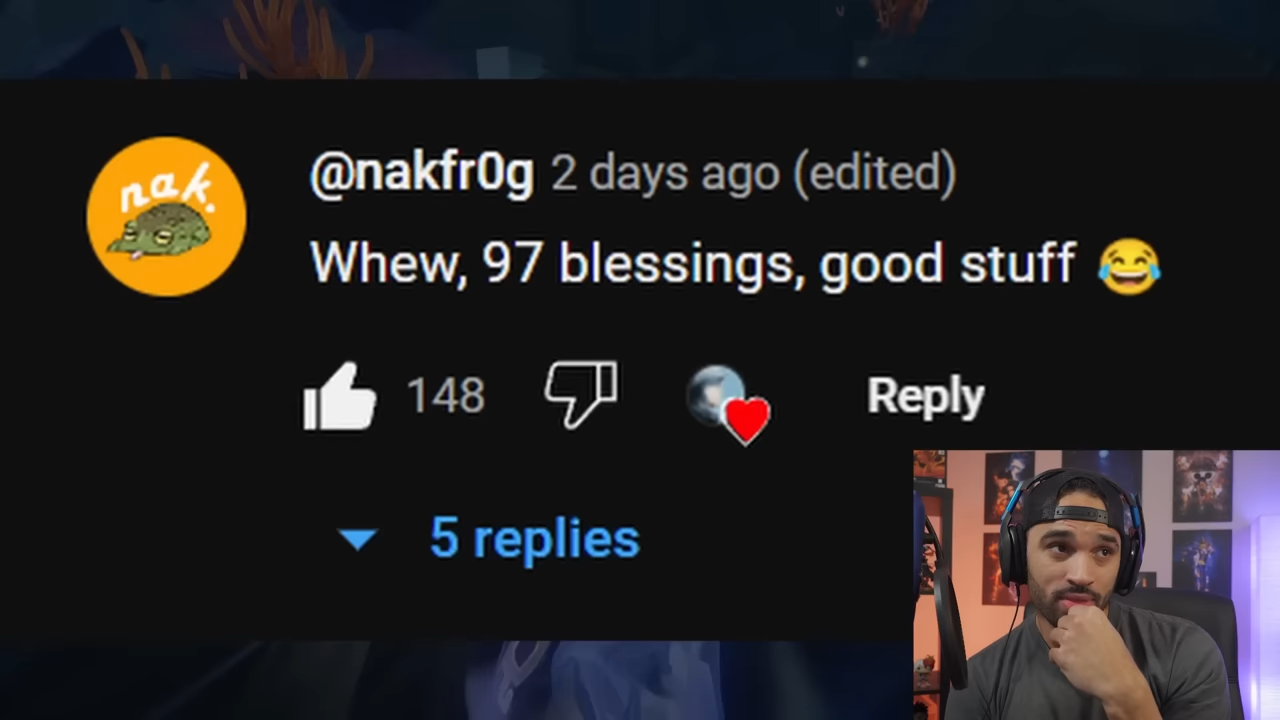 nak.
@nakfr0g 2 days ago (edited)
Whew, 97 blessings, good stuff 😂
148 Reply
5 replies